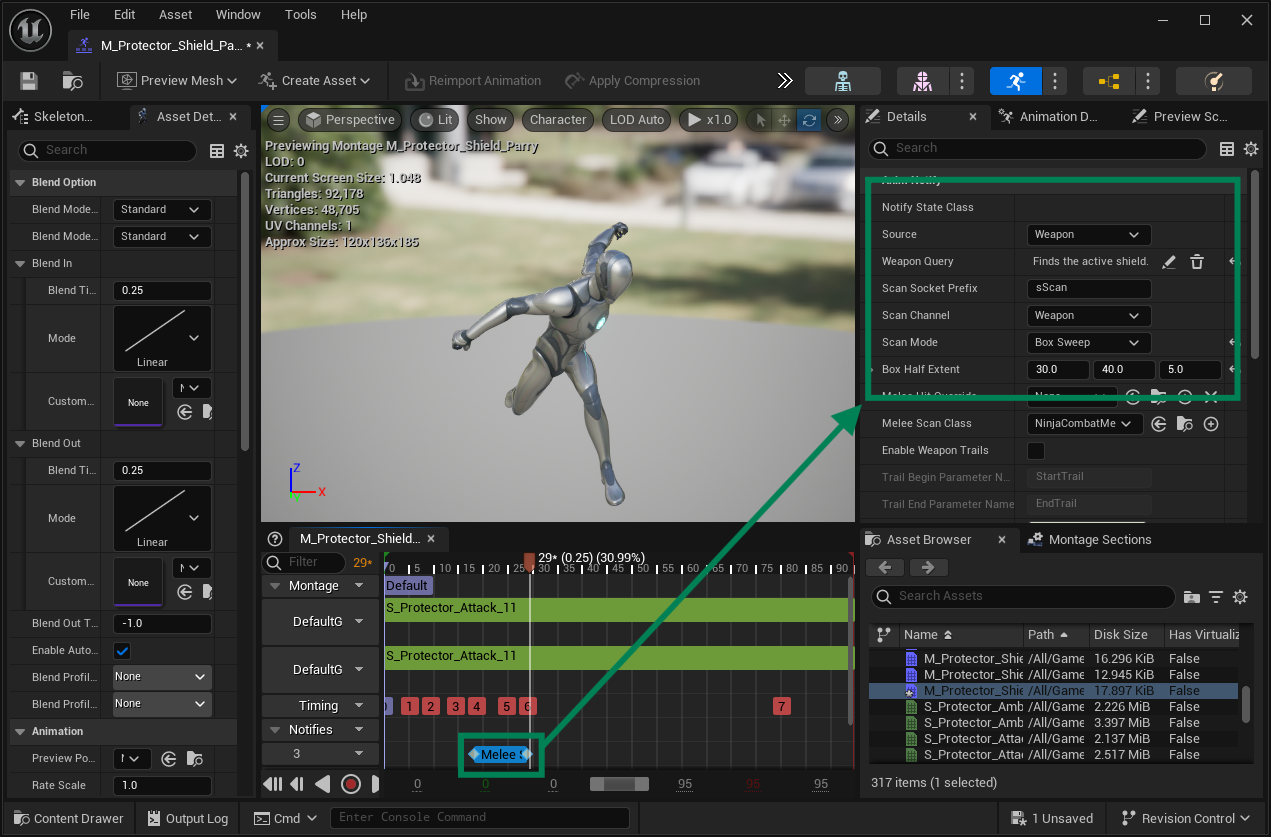 File Edit Asset Window Tools Help
M_Protector_Shield_Pa... *
Preview Mesh Create Asset Reimport Animation Apply Compression
Skeleton... Asset Det...
Search
Blend Option
Blend Mode... Standard
Blend Mode... Standard
Blend In
Blend Ti... 0.25
Mode
Linear
Custom... None
Blend Out
Blend Ti... 0.25
Mode
Linear
Custom... None
Blend Out T... -1.0
Enable Auto...
Blend Profil... None
Blend Profil... None
Animation
Preview Po...
Rate Scale 1.0
Perspective Lit Show Character LOD Auto x1.0
Previewing Montage M_Protector_Shield_Parry
LOD: 0
Current Screen Size: 1.048
Triangles: 92,178
Vertices: 48,705
UV Channels: 1
Approx Size: 120x136x185
Z
X
M_Protector_Shield...
Filter 29*
29* (0.25) (30.99%)
0 5 10 15 20 25 30 35 40 45 50 55 60 65 70 75 80 85 90
Montage Default
DefaultG S_Protector_Attack_11
DefaultG S_Protector_Attack_11
Timing 1 2 3 4 5 6 7
Notifies
3 Melee
0 0 0 95 95 95
Details Animation D... Preview Sc...
Search
Anim Notify
Notify State Class
Source Weapon
Weapon Query Finds the active shield.
Scan Socket Prefix sScan
Scan Channel Weapon
Scan Mode Box Sweep
Box Half Extent 30.0 40.0 5.0
Melee Hit Override None
Melee Scan Class NinjaCombatMe
Enable Weapon Trails
Trail Begin Parameter N... StartTrail
Trail End Parameter Name EndTrail
Asset Browser Montage Sections
Search Assets
Name Path Disk Size Has Virtualiz
M_Protector_Shie /All/Game 16.296 KiB False
M_Protector_Shie /All/Game 12.945 KiB False
M_Protector_Shie /All/Game 17.897 KiB False
S_Protector_Amb /All/Game 2.226 MiB False
S_Protector_Amb /All/Game 3.397 MiB False
S_Protector_Attac /All/Game 2.137 MiB False
S_Protector_Attac /All/Game 2.517 MiB False
317 items (1 selected)
Content Drawer Output Log Cmd Enter Console Command 1 Unsaved Revision Control